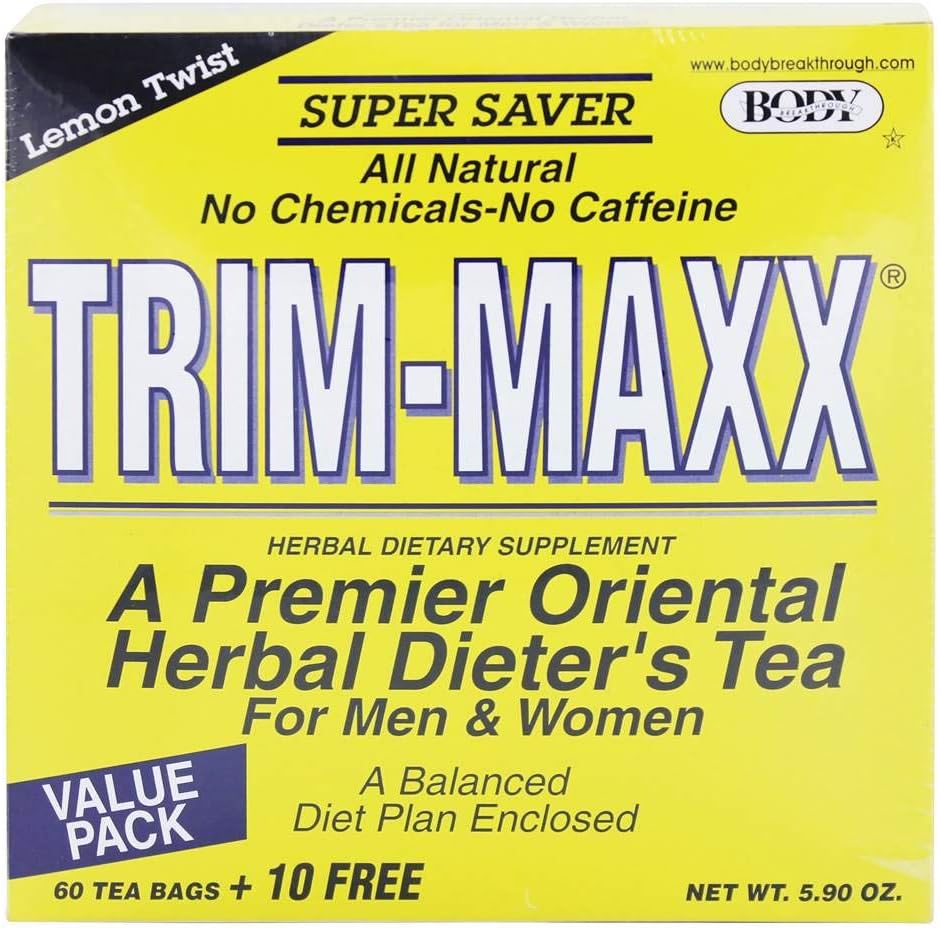 Lemon Twist
www.bodybreakthrough.com
SUPER SAVER
BODY
BREAKTHROUGH
K
All Natural
No Chemicals-No Caffeine
TRIM-MAXX®
HERBAL DIETARY SUPPLEMENT
A Premier Oriental
Herbal Dieter's Tea
For Men & Women
A Balanced
Diet Plan Enclosed
VALUE
PACK
60 TEA BAGS + 10 FREE
NET WT. 5.90 OZ.